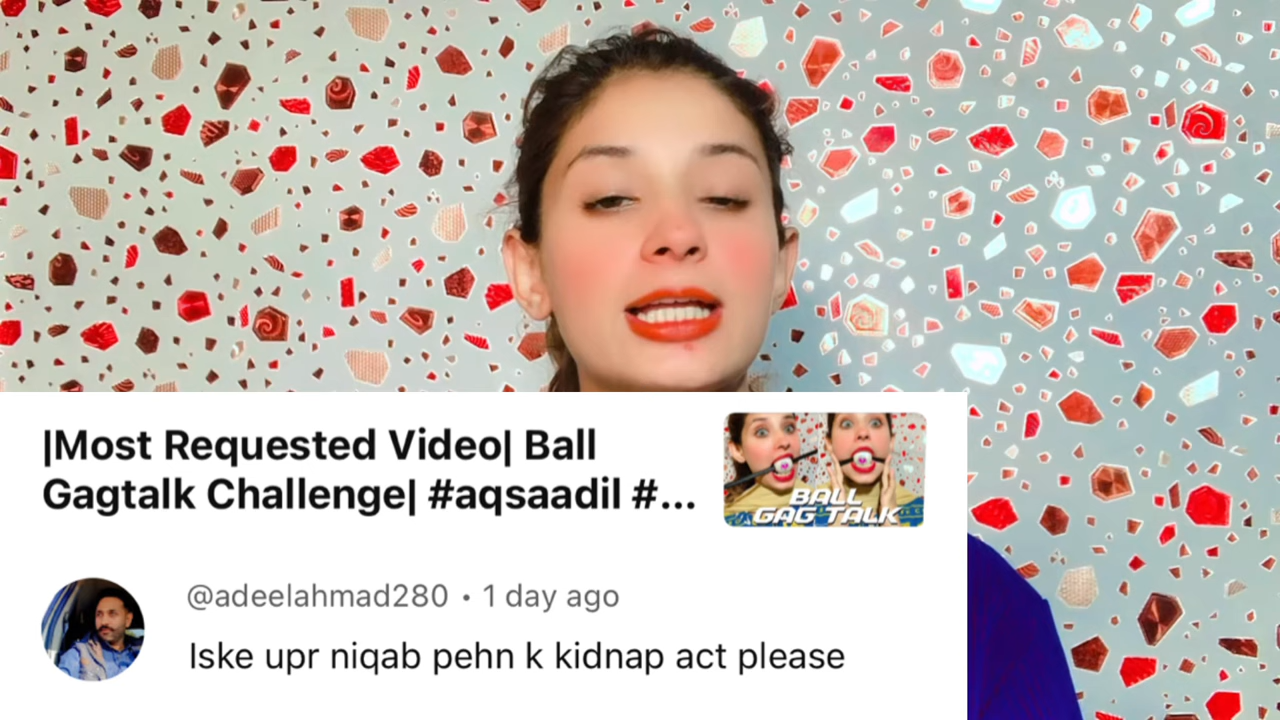 |Most Requested Video| Ball
Gagtalk Challenge| #aqsaadil #...
BALL
GAG TALK
@adeelahmad280 • 1 day ago
Iske upr niqab pehn k kidnap act please